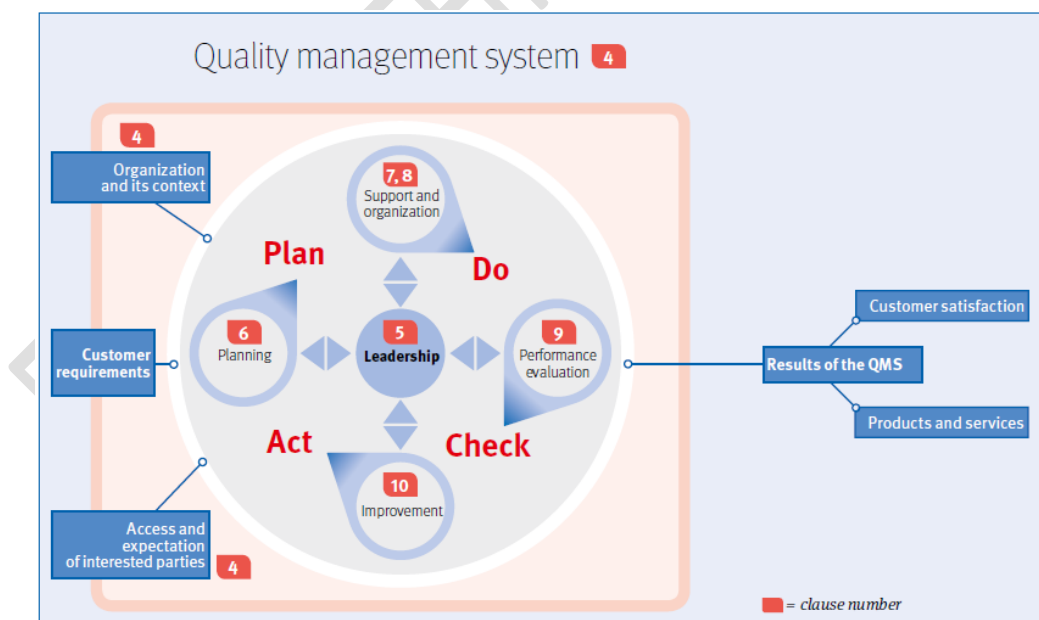 Quality management system 4
4
Organization
and its context
7, 8
Support and
organization
Plan
Do
Customer
requirements
6
Planning
5
Leadership
9
Performance
evaluation
Customer satisfaction
Results of the QMS
Products and services
Act
Check
10
Improvement
Access and
expectation
of interested parties
4
= clause number